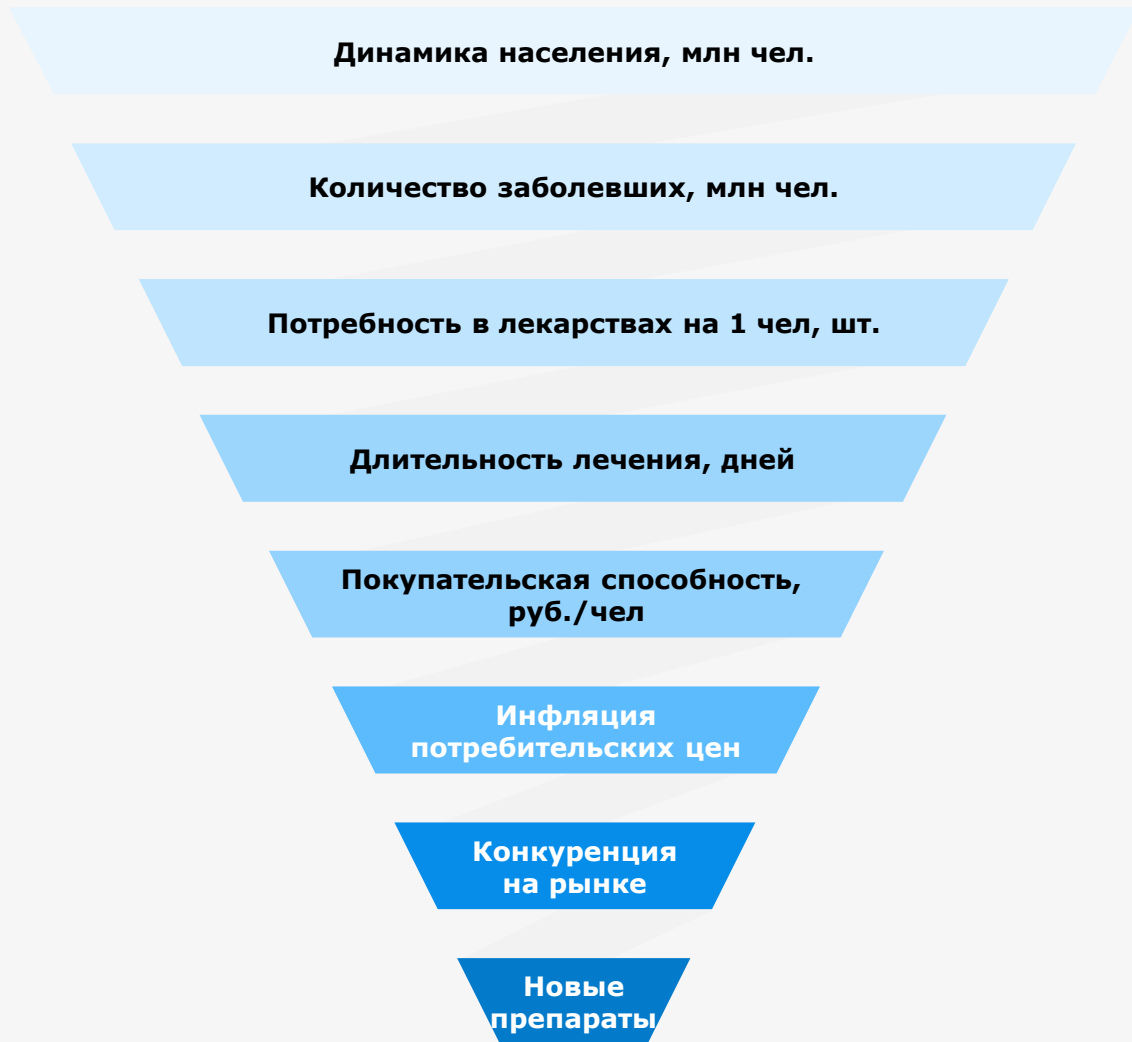 Динамика населения, млн чел.
Количество заболевших, млн чел.
Потребность в лекарствах на 1 чел, шт.
Длительность лечения, дней
Покупательская способность,
руб./чел
Инфляция
потребительских цен
Конкуренция
на рынке
Новые
препараты